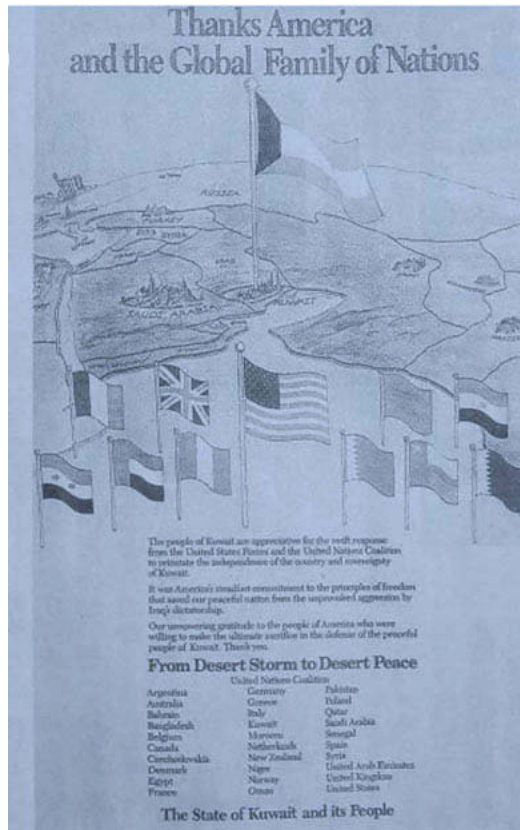 Thanks America
and the Global Family of Nations
RUSSIA
TURKEY
SYRIA
IRAQ
KUWAIT
SAUDI ARABIA
The people of Kuwait are appreciative for the swift response
from the United States Forces and the United Nations Coalition
to reinstate the independence of the country and sovereignty
of Kuwait.
It was America's steadfast commitment to the principles of freedom
that saved our peaceful nation from the unprovoked aggression by
Iraq's dictatorship.
Our unwavering gratitude to the people of America who were
willing to make the ultimate sacrifice in the defense of the peaceful
people of Kuwait. Thank you.
From Desert Storm to Desert Peace
United Nations Coalition
Argentina
Australia
Bahrain
Bangladesh
Belgium
Canada
Czechoslovakia
Denmark
Egypt
France
Germany
Greece
Italy
Kuwait
Morocco
Netherlands
New Zealand
Niger
Norway
Oman
Pakistan
Poland
Qatar
Saudi Arabia
Senegal
Spain
Syria
United Arab Emirates
United Kingdom
United States
The State of Kuwait and its People